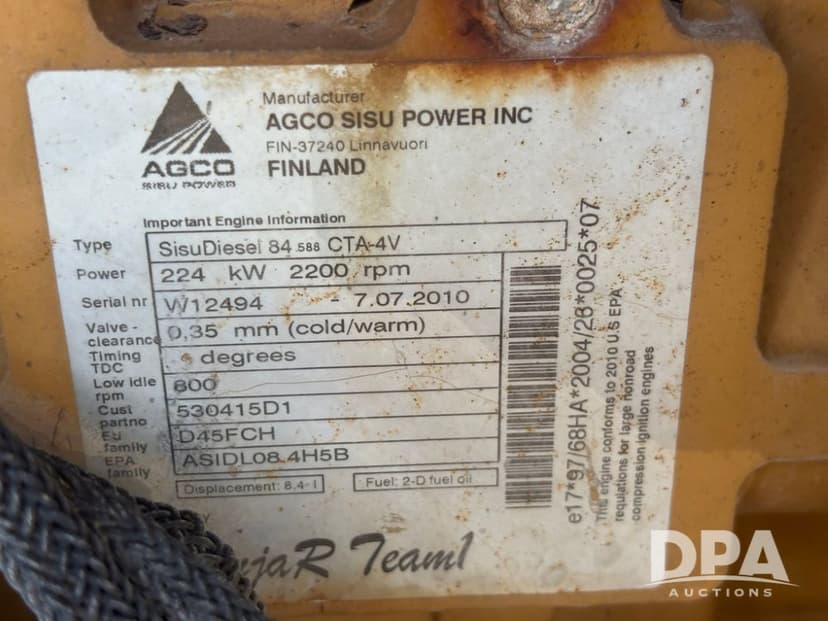 AGCO
SISU POWER
Manufacturer
AGCO SISU POWER INC
FIN-37240 Linnavuori
FINLAND
Important Engine Information
Type SisuDiesel 84.588 CTA-4V
Power 224 kW 2200 rpm
Serial nr W12494 - 7.07.2010
Valve - clearance 0,35 mm (cold/warm)
Timing TDC degrees
Low idle rpm 800
Cust partno 530415D1
Eu family D45FCH
EPA family ASIDL08.4H5B
Displacement: 8.4-l
Fuel: 2-D fuel oil
e17*97/68HA*2004/26*0025*07
This engine conforms to 2010 U.S EPA
regulations for large nonroad
compression ignition engines
Team1
DPA
AUCTIONS